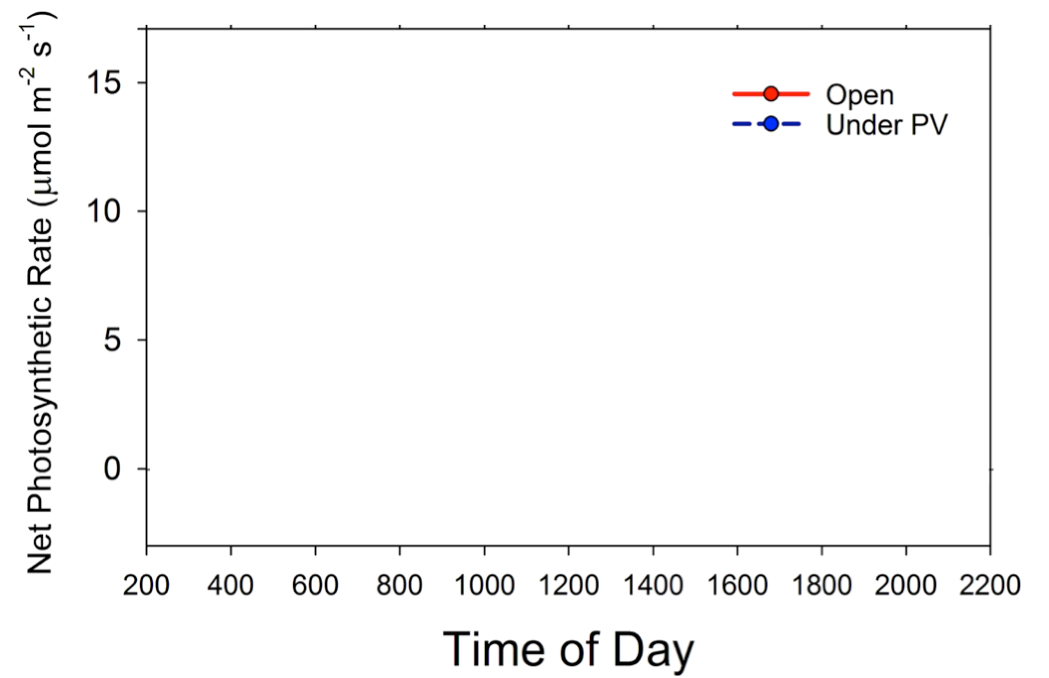 Net Photosynthetic Rate (μmol m⁻² s⁻¹)
15
10
5
0
Open
Under PV
200 400 600 800 1000 1200 1400 1600 1800 2000 2200
Time of Day